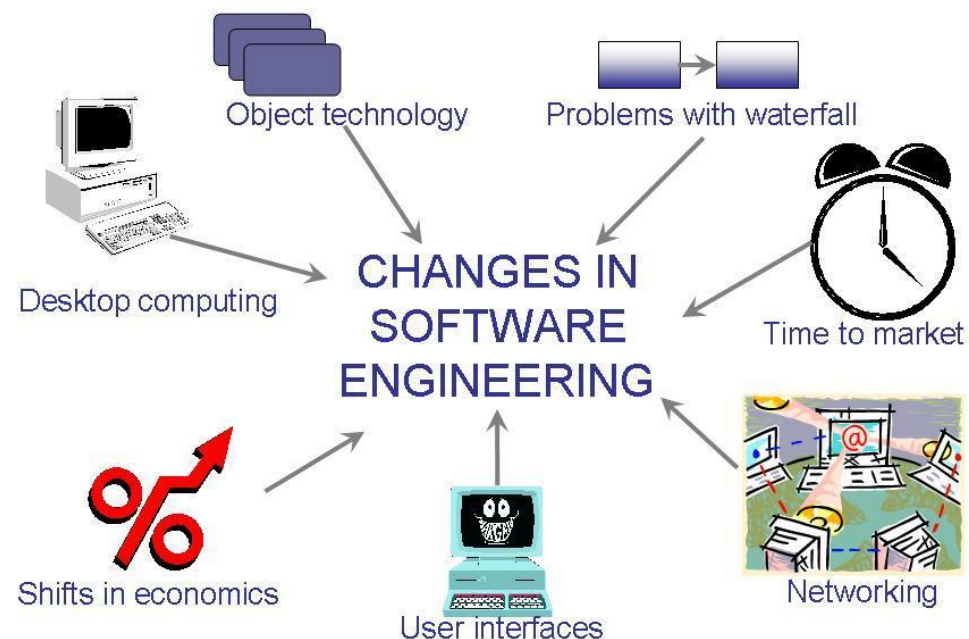 Object technology
Problems with waterfall
Desktop computing
CHANGES IN
SOFTWARE
ENGINEERING
Time to market
@
Shifts in economics
User interfaces
Networking